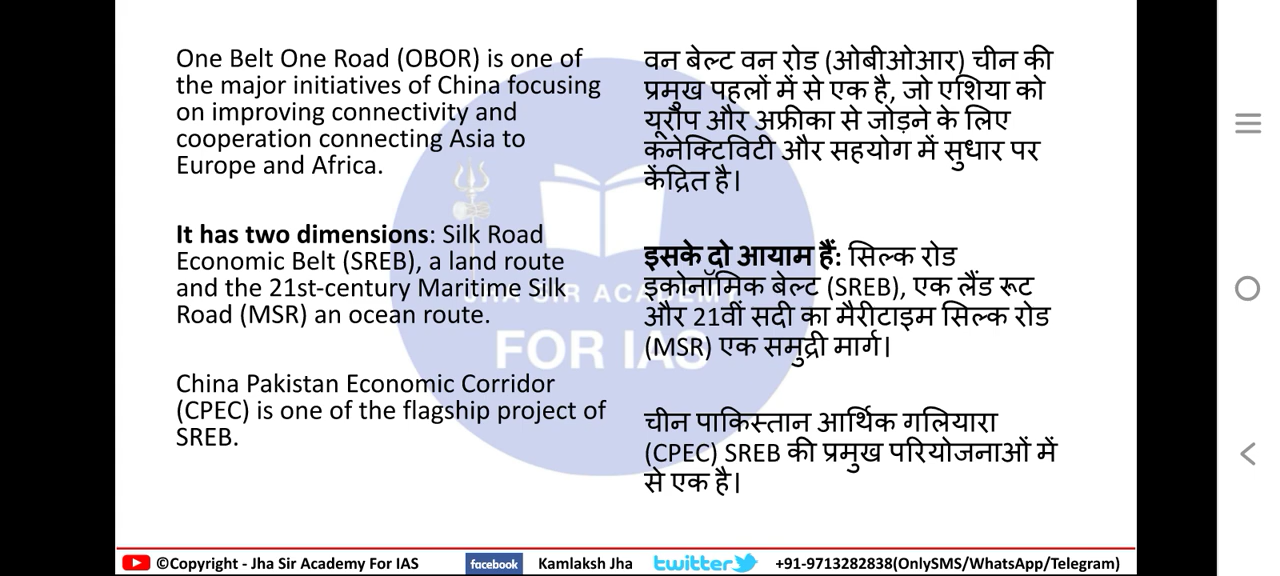 One Belt One Road (OBOR) is one of
the major initiatives of China focusing
on improving connectivity and
cooperation connecting Asia to
Europe and Africa.
It has two dimensions: Silk Road
Economic Belt (SREB), a land route
and the 21st-century Maritime Silk
Road (MSR) an ocean route.
China Pakistan Economic Corridor
(CPEC) is one of the flagship project of
SREB.
वन बेल्ट वन रोड (ओबीओआर) चीन की
प्रमुख पहलों में से एक है, जो एशिया को
यूरोप और अफ्रीका से जोड़ने के लिए
कनेक्टिविटी और सहयोग में सुधार पर
केंद्रित है।
इसके दो आयाम हैं: सिल्क रोड
इकोनॉमिक बेल्ट (SREB), एक लैंड रूट
और 21वीं सदी का मैरीटाइम सिल्क रोड
(MSR) एक समुद्री मार्ग।
चीन पाकिस्तान आर्थिक गलियारा
(CPEC) SREB की प्रमुख परियोजनाओं में
से एक है।
JHA SIR ACADEMY
FOR IAS
©Copyright - Jha Sir Academy For IAS facebook Kamlaksh Jha twitter +91-9713282838(OnlySMS/WhatsApp/Telegram)